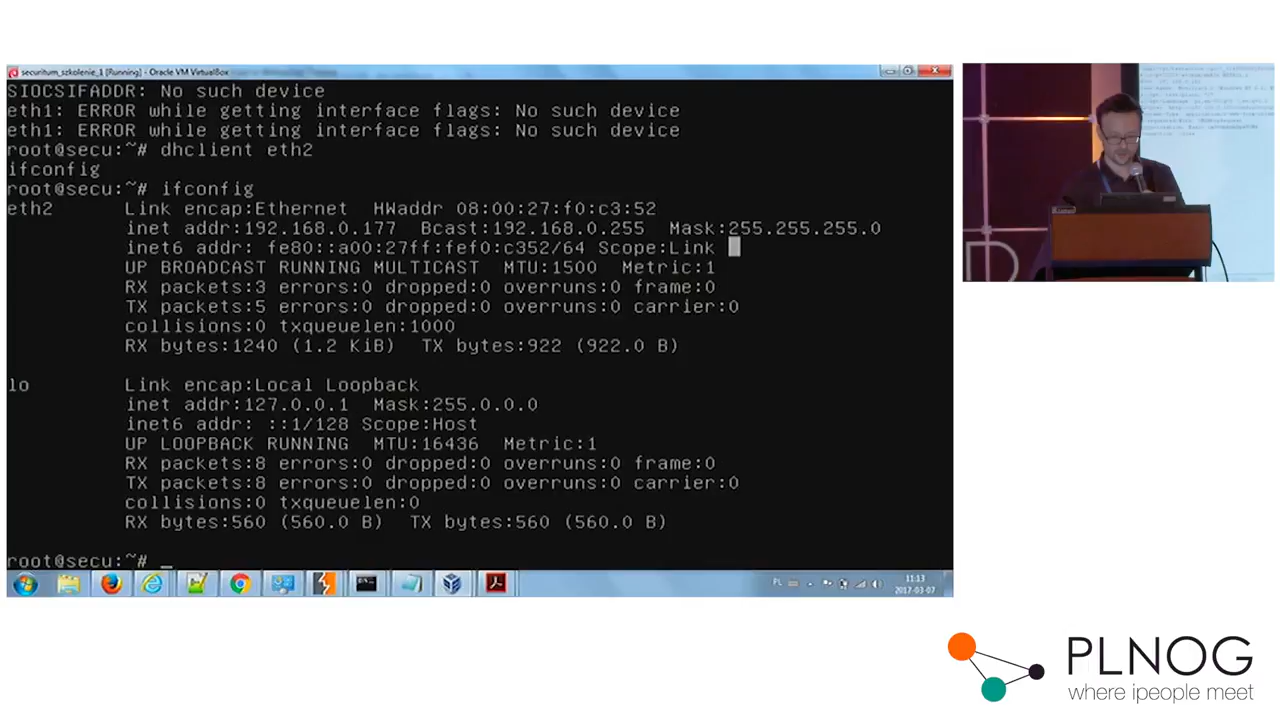 securitum_szkolenie_1 [Running] - Oracle VM VirtualBox
SIOCSIFADDR: No such device
eth1: ERROR while getting interface flags: No such device
eth1: ERROR while getting interface flags: No such device
root@secu:~# dhclient eth2
ifconfig
root@secu:~# ifconfig
eth2 Link encap:Ethernet HWaddr 08:00:27:f0:c3:52
inet addr:192.168.0.177 Bcast:192.168.0.255 Mask:255.255.255.0
inet6 addr: fe80::a00:27ff:fef0:c352/64 Scope:Link
UP BROADCAST RUNNING MULTICAST MTU:1500 Metric:1
RX packets:3 errors:0 dropped:0 overruns:0 frame:0
TX packets:5 errors:0 dropped:0 overruns:0 carrier:0
collisions:0 txqueuelen:1000
RX bytes:1240 (1.2 KiB) TX bytes:922 (922.0 B)
lo Link encap:Local Loopback
inet addr:127.0.0.1 Mask:255.0.0.0
inet6 addr: ::1/128 Scope:Host
UP LOOPBACK RUNNING MTU:16436 Metric:1
RX packets:8 errors:0 dropped:0 overruns:0 frame:0
TX packets:8 errors:0 dropped:0 overruns:0 carrier:0
collisions:0 txqueuelen:0
RX bytes:560 (560.0 B) TX bytes:560 (560.0 B)
root@secu:~# _
PL
11:13
2017-03-07
PLNOG
where ipeople meet